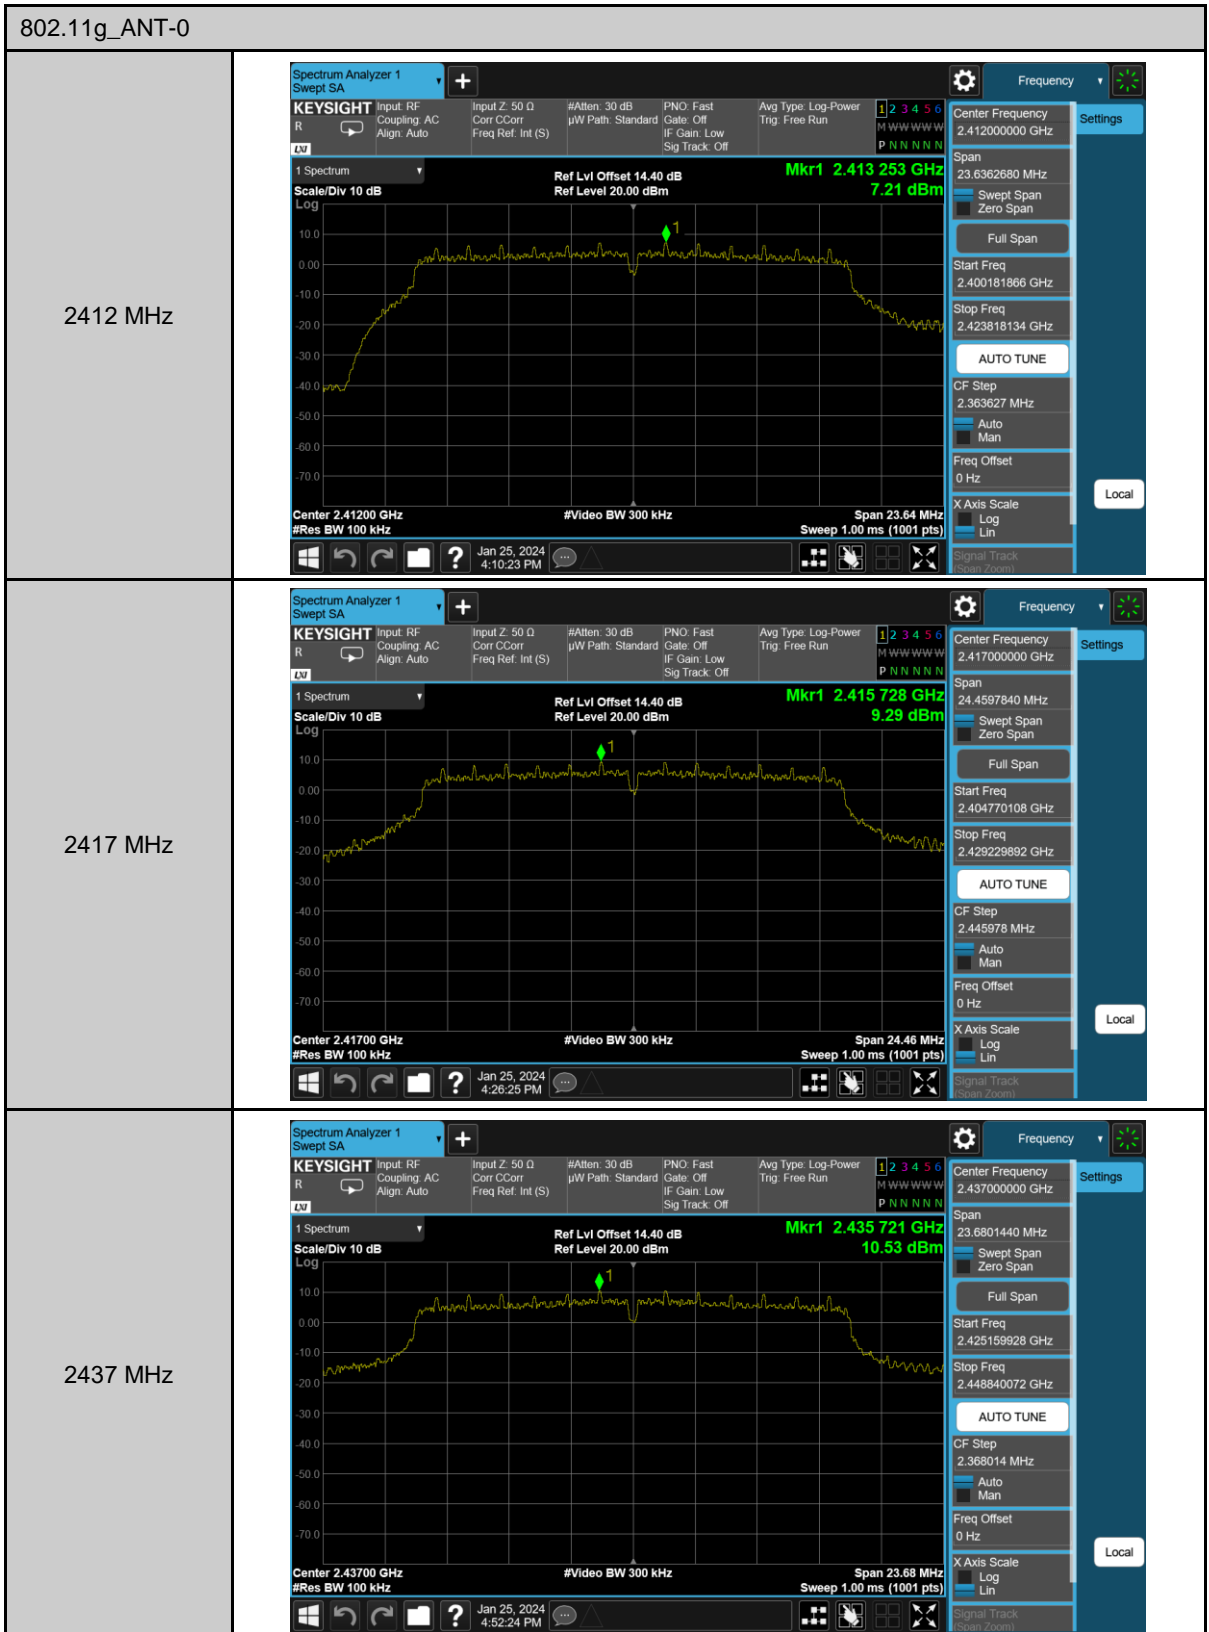 802.11g_ANT-0
2412 MHz
Spectrum Analyzer 1
Swept SA
+
Frequency
KEYSIGHT
R
LXI
Input: RF
Coupling: AC
Align: Auto
Input Z: 50 Ω
Corr CCorr
Freq Ref: Int (S)
#Atten: 30 dB
µW Path: Standard
PNO: Fast
Gate: Off
IF Gain: Low
Sig Track: Off
Avg Type: Log-Power
Trig: Free Run
1 2 3 4 5 6
M W W W W W
P N N N N N
1 Spectrum
Scale/Div 10 dB
Log
Ref Lvl Offset 14.40 dB
Ref Level 20.00 dBm
Mkr1 2.413 253 GHz
7.21 dBm
1
10.0
0.00
-10.0
-20.0
-30.0
-40.0
-50.0
-60.0
-70.0
Center 2.41200 GHz
#Res BW 100 kHz
#Video BW 300 kHz
Span 23.64 MHz
Sweep 1.00 ms (1001 pts)
?
Jan 25, 2024
4:10:23 PM
Center Frequency
2.412000000 GHz
Span
23.6362680 MHz
Swept Span
Zero Span
Full Span
Start Freq
2.400181866 GHz
Stop Freq
2.423818134 GHz
AUTO TUNE
CF Step
2.363627 MHz
Auto
Man
Freq Offset
0 Hz
X Axis Scale
Log
Lin
Signal Track
(Span Zoom)
Settings
Local
2417 MHz
Spectrum Analyzer 1
Swept SA
+
Frequency
KEYSIGHT
R
LXI
Input: RF
Coupling: AC
Align: Auto
Input Z: 50 Ω
Corr CCorr
Freq Ref: Int (S)
#Atten: 30 dB
µW Path: Standard
PNO: Fast
Gate: Off
IF Gain: Low
Sig Track: Off
Avg Type: Log-Power
Trig: Free Run
1 2 3 4 5 6
M W W W W W
P N N N N N
1 Spectrum
Scale/Div 10 dB
Log
Ref Lvl Offset 14.40 dB
Ref Level 20.00 dBm
Mkr1 2.415 728 GHz
9.29 dBm
1
10.0
0.00
-10.0
-20.0
-30.0
-40.0
-50.0
-60.0
-70.0
Center 2.41700 GHz
#Res BW 100 kHz
#Video BW 300 kHz
Span 24.46 MHz
Sweep 1.00 ms (1001 pts)
?
Jan 25, 2024
4:26:25 PM
Center Frequency
2.417000000 GHz
Span
24.4597840 MHz
Swept Span
Zero Span
Full Span
Start Freq
2.404770108 GHz
Stop Freq
2.429229892 GHz
AUTO TUNE
CF Step
2.445978 MHz
Auto
Man
Freq Offset
0 Hz
X Axis Scale
Log
Lin
Signal Track
(Span Zoom)
Settings
Local
2437 MHz
Spectrum Analyzer 1
Swept SA
+
Frequency
KEYSIGHT
R
LXI
Input: RF
Coupling: AC
Align: Auto
Input Z: 50 Ω
Corr CCorr
Freq Ref: Int (S)
#Atten: 30 dB
µW Path: Standard
PNO: Fast
Gate: Off
IF Gain: Low
Sig Track: Off
Avg Type: Log-Power
Trig: Free Run
1 2 3 4 5 6
M W W W W W
P N N N N N
1 Spectrum
Scale/Div 10 dB
Log
Ref Lvl Offset 14.40 dB
Ref Level 20.00 dBm
Mkr1 2.435 721 GHz
10.53 dBm
1
10.0
0.00
-10.0
-20.0
-30.0
-40.0
-50.0
-60.0
-70.0
Center 2.43700 GHz
#Res BW 100 kHz
#Video BW 300 kHz
Span 23.68 MHz
Sweep 1.00 ms (1001 pts)
?
Jan 25, 2024
4:52:24 PM
Center Frequency
2.437000000 GHz
Span
23.6801440 MHz
Swept Span
Zero Span
Full Span
Start Freq
2.425159928 GHz
Stop Freq
2.448840072 GHz
AUTO TUNE
CF Step
2.368014 MHz
Auto
Man
Freq Offset
0 Hz
X Axis Scale
Log
Lin
Signal Track
(Span Zoom)
Settings
Local